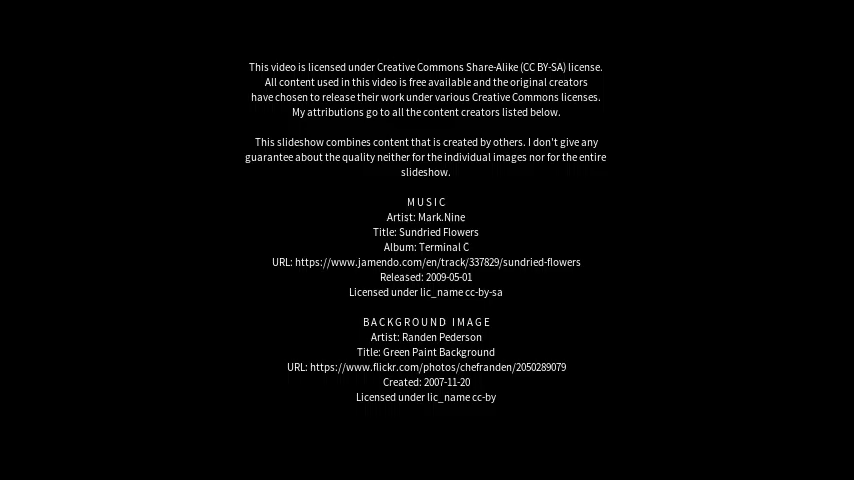 This video is licensed under Creative Commons Share-Alike (CC BY-SA) license.
All content used in this video is free available and the original creators
have chosen to release their work under various Creative Commons licenses.
My attributions go to all the content creators listed below.
This slideshow combines content that is created by others. I don't give any
guarantee about the quality neither for the individual images nor for the entire
slideshow.
MUSIC
Artist: Mark.Nine
Title: Sundried Flowers
Album: Terminal C
URL: https://www.jamendo.com/en/track/337829/sundried-flowers
Released: 2009-05-01
Licensed under lic_name cc-by-sa
BACKGROUND IMAGE
Artist: Randen Pederson
Title: Green Paint Background
URL: https://www.flickr.com/photos/chefranden/2050289079
Created: 2007-11-20
Licensed under lic_name cc-by